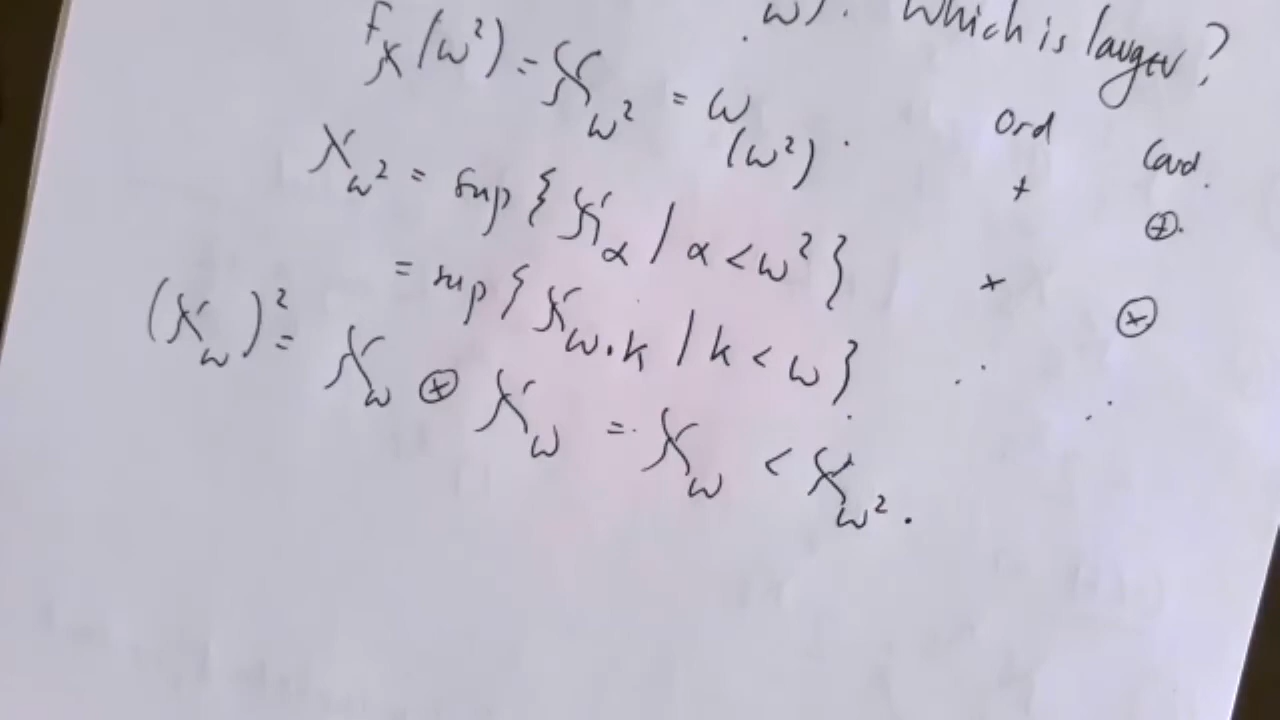 ω). Which is larger?
F_ℵ(ω²) = ℵ_{ω²} = ω_{(ω²)}.
Ord Card.
ℵ_{ω²} = sup { ℵ_α / α < ω² } + ⊕.
= sup { ℵ_{ω.k} / k < ω } × ⊗
(ℵ_ω)² = ℵ_ω ⊗ ℵ_ω = ℵ_ω < ℵ_{ω²}.